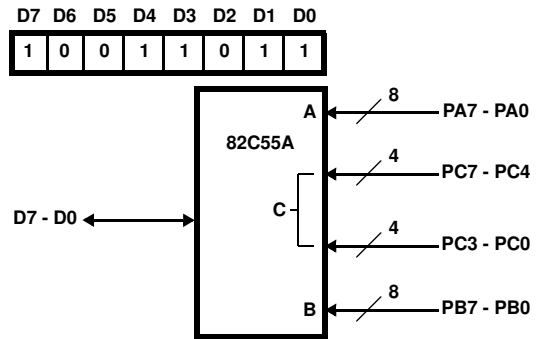 D7 D6 D5 D4 D3 D2 D1 D0
1 0 0 1 1 0 1 1
8
A PA7 - PA0
82C55A
4
PC7 - PC4
C
D7 - D0
4
PC3 - PC0
8
B PB7 - PB0